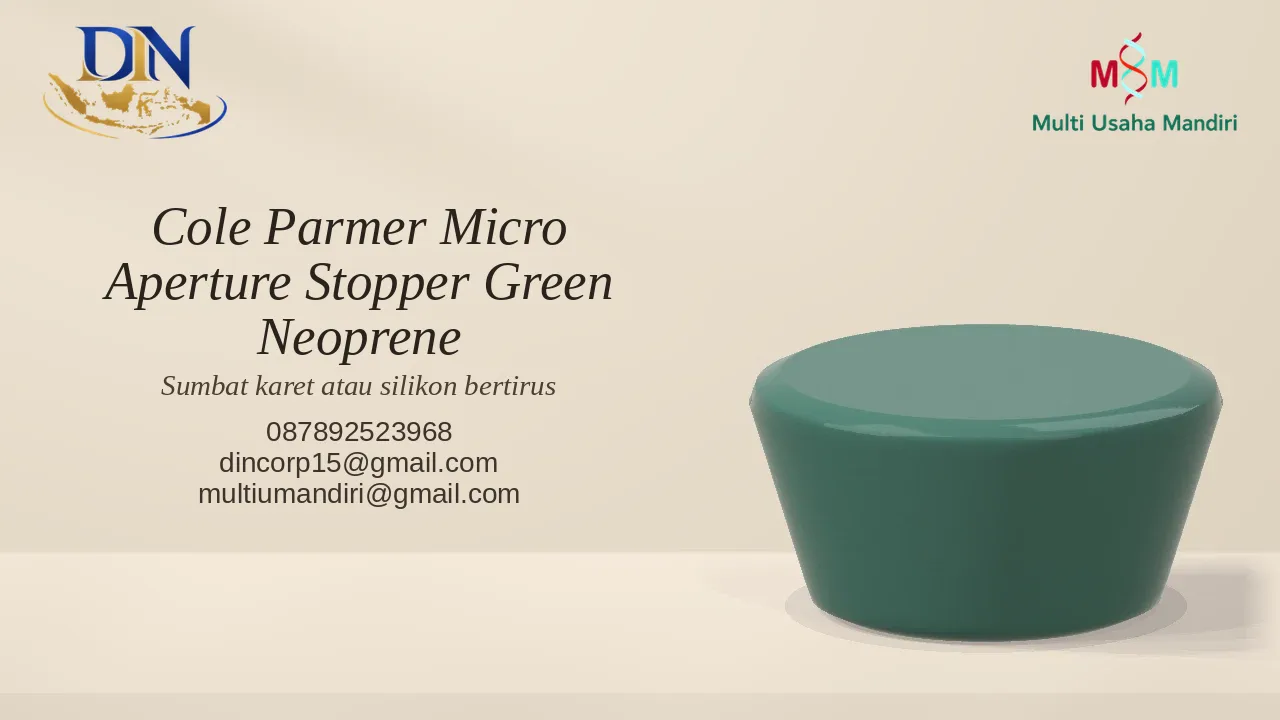 DN
M M
Multi Usaha Mandiri
Cole Parmer Micro
Aperture Stopper Green
Neoprene
Sumbat karet atau silikon bertirus
087892523968
dincorp15@gmail.com
multiumandiri@gmail.com